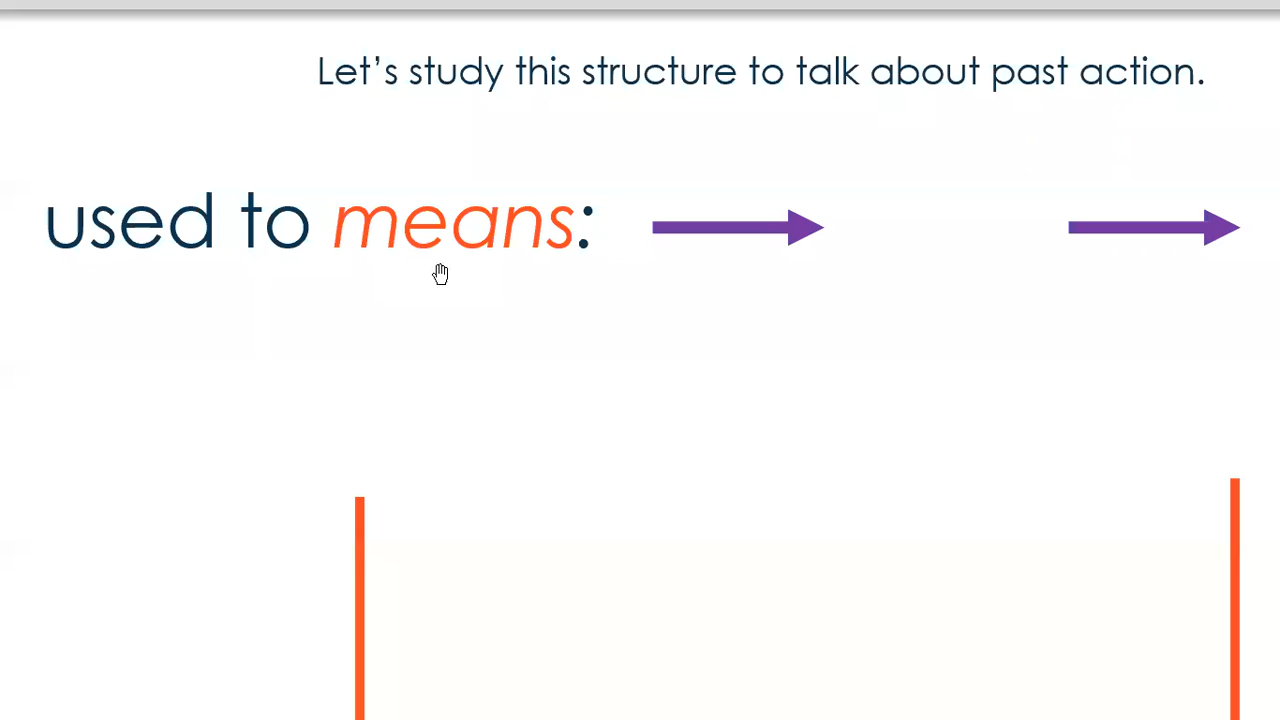 Let's study this structure to talk about past action.
used to means: